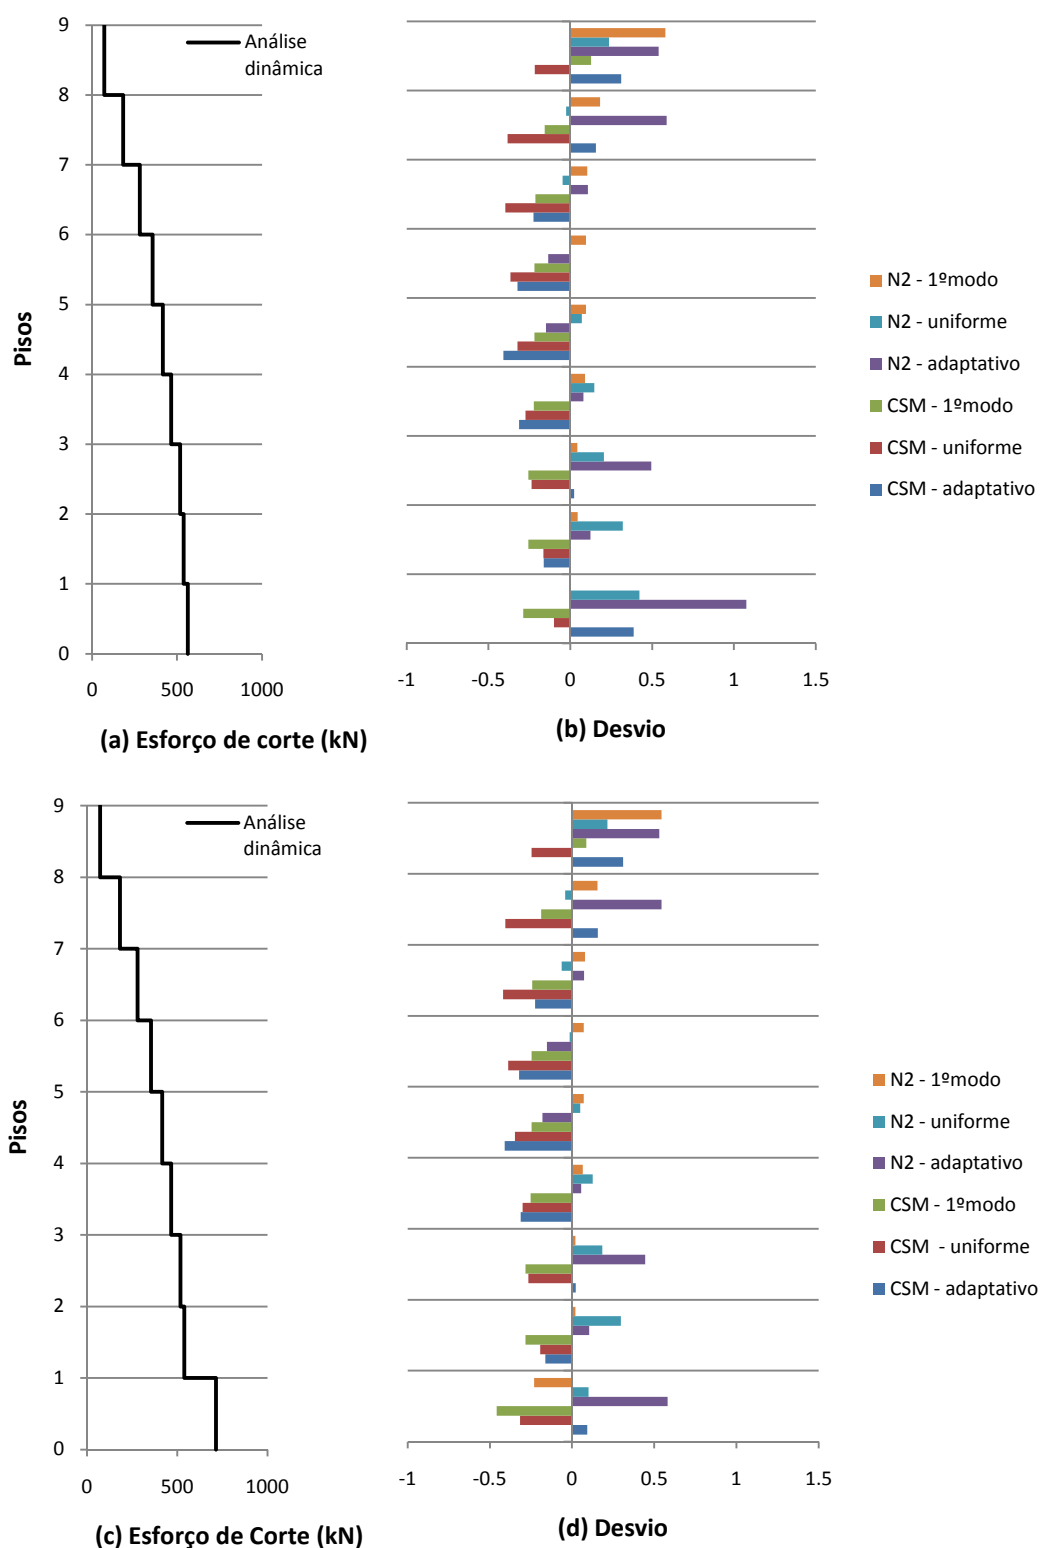 9
8
7
6
5
4
3
2
1
0
Pisos
Análise
dinâmica
0
500
1000
(a) Esforço de corte (kN)
-1
-0.5
0
0.5
1
1.5
(b) Desvio
N2 - 1ºmodo
N2 - uniforme
N2 - adaptativo
CSM - 1ºmodo
CSM - uniforme
CSM - adaptativo
9
8
7
6
5
4
3
2
1
0
Pisos
Análise
dinâmica
0
500
1000
(c) Esforço de Corte (kN)
-1
-0.5
0
0.5
1
1.5
(d) Desvio
N2 - 1ºmodo
N2 - uniforme
N2 - adaptativo
CSM - 1ºmodo
CSM - uniforme
CSM - adaptativo